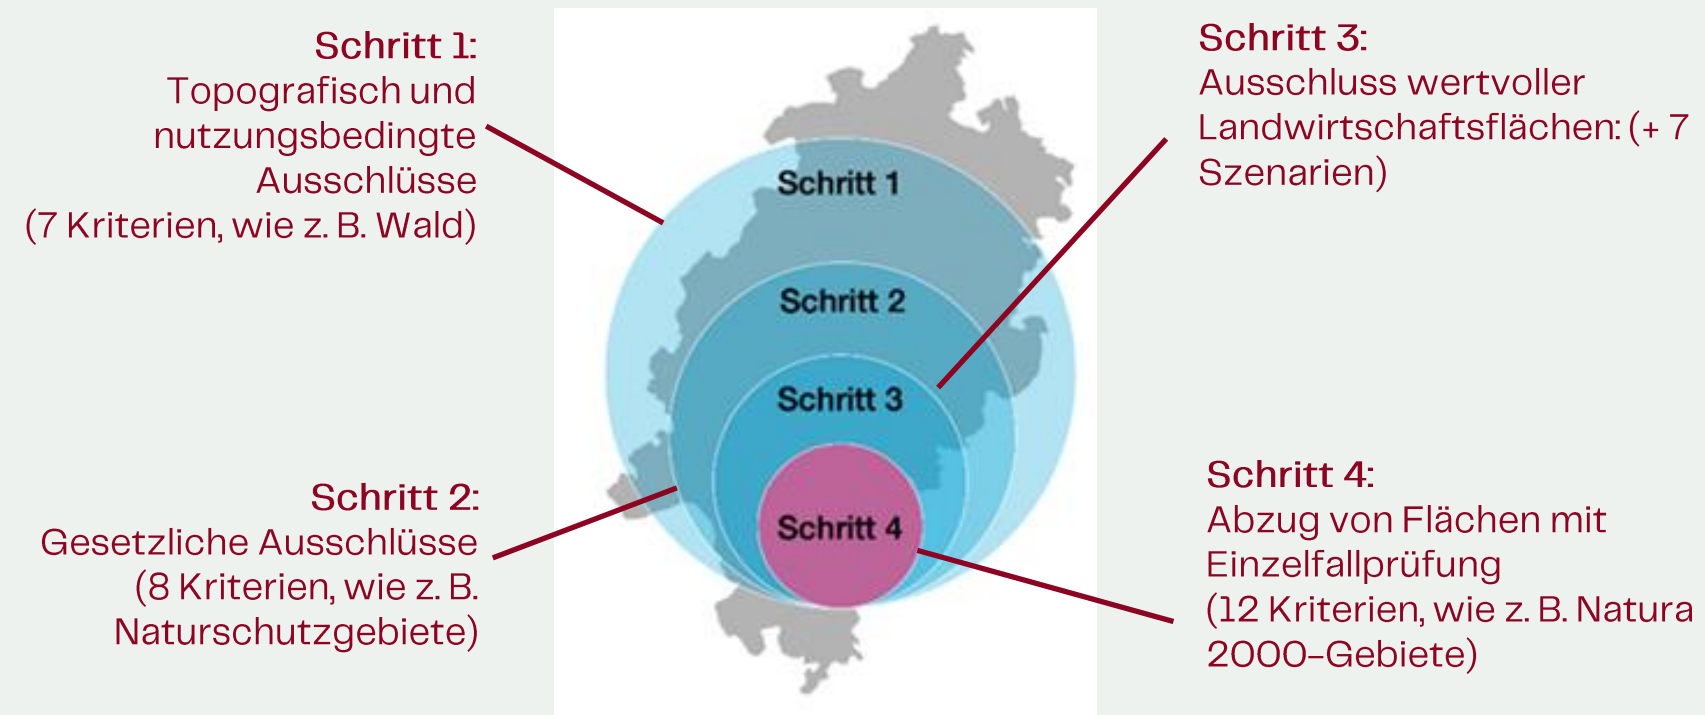 Schritt 1:
Topografisch und
nutzungsbedingte
Ausschlüsse
(7 Kriterien, wie z. B. Wald)
Schritt 2:
Gesetzliche Ausschlüsse
(8 Kriterien, wie z. B.
Naturschutzgebiete)
Schritt 1
Schritt 2
Schritt 3
Schritt 4
Schritt 3:
Ausschluss wertvoller
Landwirtschaftsflächen: (+ 7
Szenarien)
Schritt 4:
Abzug von Flächen mit
Einzelfallprüfung
(12 Kriterien, wie z. B. Natura
2000-Gebiete)